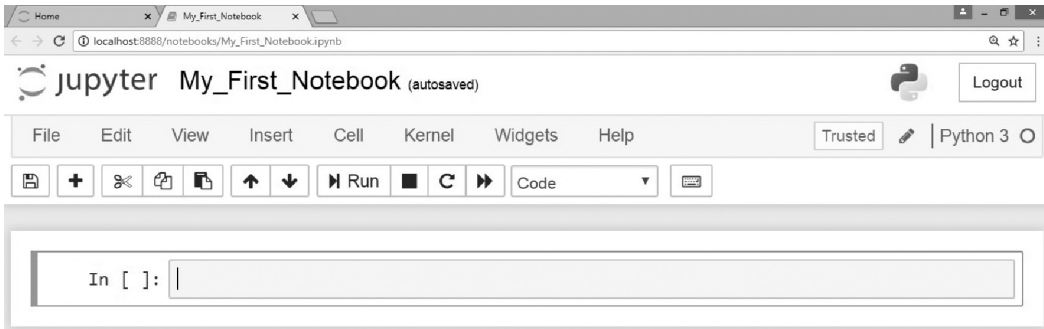 Home My_First_Notebook
localhost:8888/notebooks/My_First_Notebook.ipynb
jupyter My_First_Notebook (autosaved) Logout
File Edit View Insert Cell Kernel Widgets Help Trusted Python 3
Run Code
In [ ]: